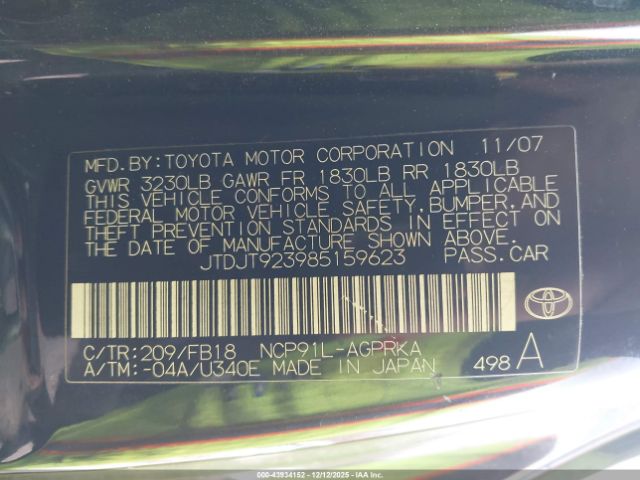 MFD.BY:TOYOTA MOTOR CORPORATION 11/07
GVWR 3230LB GAWR FR 1830LB RR 1830LB
THIS VEHICLE CONFORMS TO ALL APPLICABLE
FEDERAL MOTOR VEHICLE SAFETY,BUMPER,AND
THEFT PREVENTION STANDARDS IN EFFECT ON
THE DATE OF MANUFACTURE SHOWN ABOVE.
JTDJT923985159623 PASS.CAR
C/TR:209/FB18 NCP91L-AGPRKA
A/TM:-04A/U340E MADE IN JAPAN 498 A
000-43934152 - 12/12/2025 - IAA Inc.